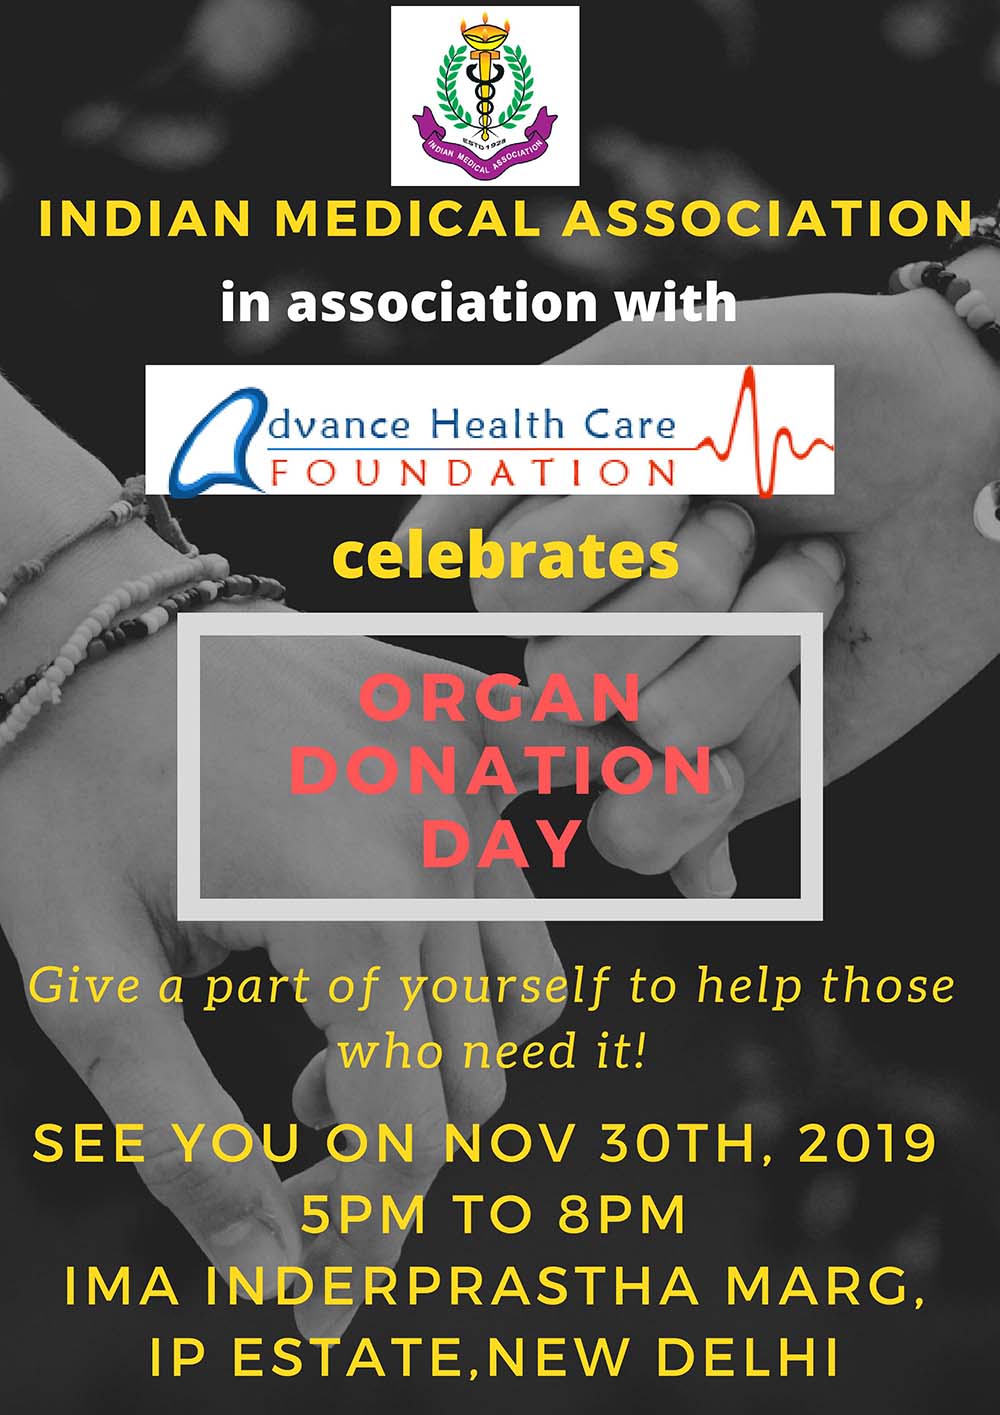 ESTD 1928
INDIAN MEDICAL ASSOCIATION
INDIAN MEDICAL ASSOCIATION
in association with
Advance Health Care
FOUNDATION
celebrates
ORGAN
DONATION
DAY
Give a part of yourself to help those
who need it!
SEE YOU ON NOV 30TH, 2019
5PM TO 8PM
IMA INDERPRASTHA MARG,
IP ESTATE,NEW DELHI